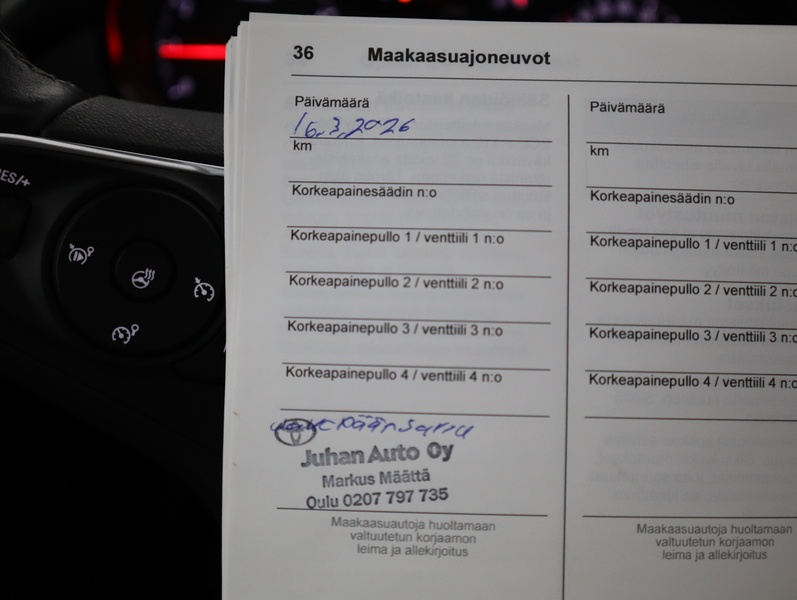 RES/+
36 Maakaasuajoneuvot
Päivämäärä
16.3.2026
km
Korkeapainesäädin n:o
Korkeapainepullo 1 / venttiili 1 n:o
Korkeapainepullo 2 / venttiili 2 n:o
Korkeapainepullo 3 / venttiili 3 n:o
Korkeapainepullo 4 / venttiili 4 n:o
Juhan Auto Oy
Markus Määttä
Oulu 0207 797 735
Maakaasuautoja huoltamaan
valtuutetun korjaamon
leima ja allekirjoitus
Päivämäärä
km
Korkeapainesäädin n:o
Korkeapainepullo 1 / venttiili 1 n:o
Korkeapainepullo 2 / venttiili 2 n:o
Korkeapainepullo 3 / venttiili 3 n:o
Korkeapainepullo 4 / venttiili 4 n:o
Maakaasuautoja huoltamaan
valtuutetun korjaamon
leima ja allekirjoitus